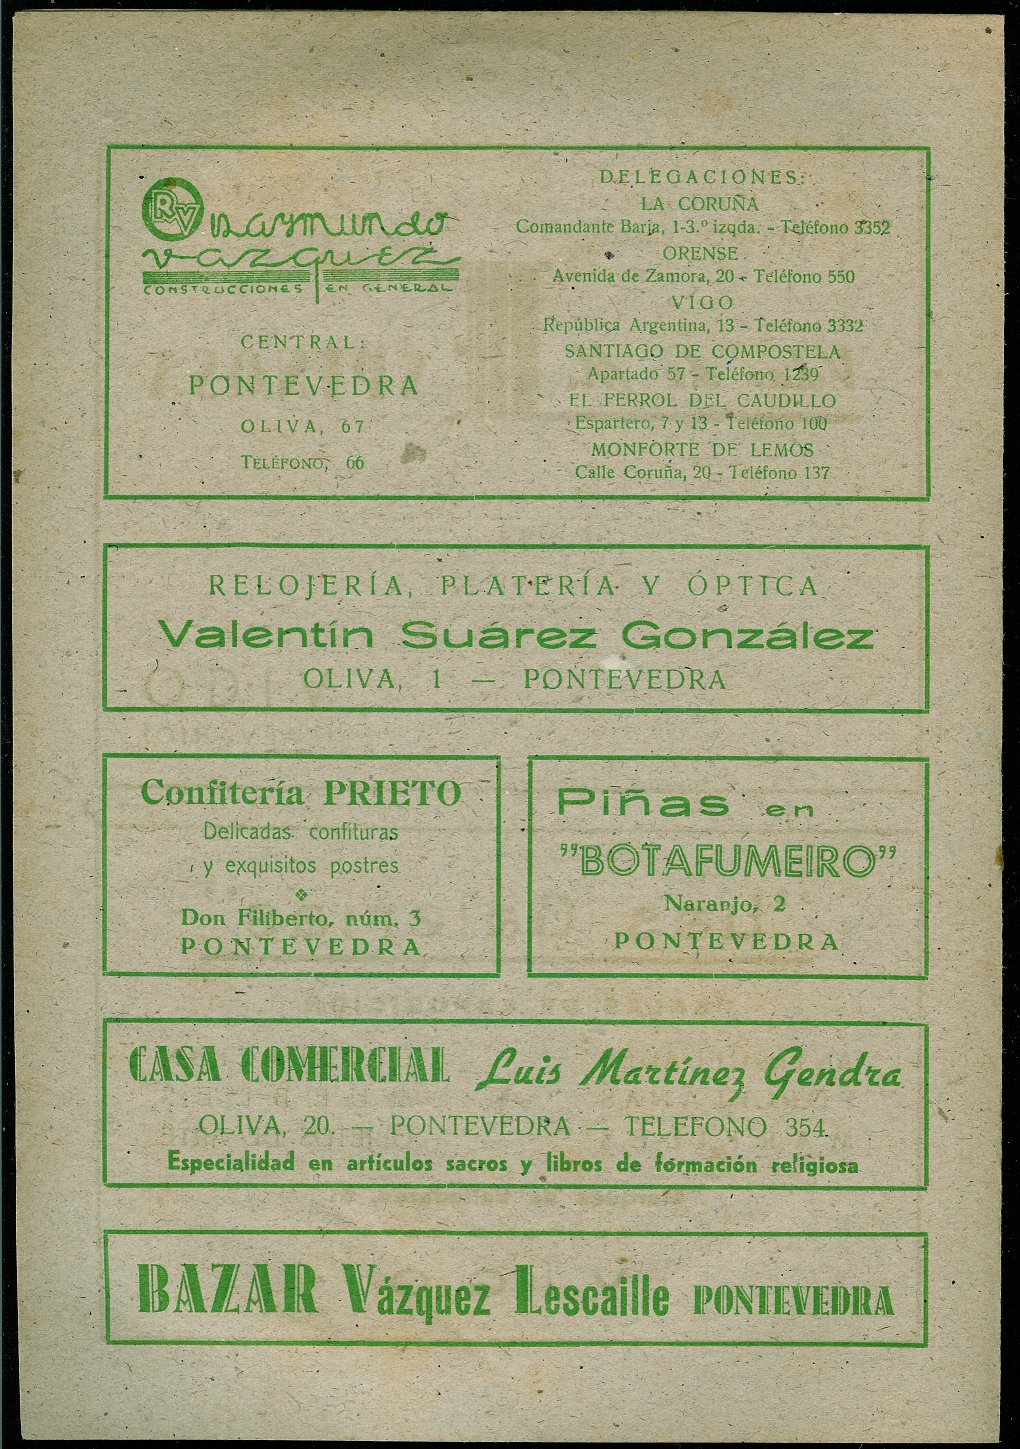 RV Raymundo
Vazquez
CONSTRUCCIONES EN GENERAL
CENTRAL:
PONTEVEDRA
OLIVA, 67
TELÉFONO, 66
DELEGACIONES:
LA CORUÑA
Comandante Barja, 1-3.º izqda. - Teléfono 3352
ORENSE
Avenida de Zamora, 20 - Teléfono 550
VIGO
República Argentina, 13 - Teléfono 3332
SANTIAGO DE COMPOSTELA
Apartado 57 - Teléfono 1239
EL FERROL DEL CAUDILLO
Espartero, 7 y 13 - Teléfono 100
MONFORTE DE LEMOS
Calle Coruña, 20 - Teléfono 137
RELOJERÍA, PLATERÍA Y ÓPTICA
Valentín Suárez González
OLIVA, 1 — PONTEVEDRA
Confitería PRIETO
Delicadas confituras
y exquisitos postres
Don Filiberto, núm. 3
PONTEVEDRA
Piñas en
"BOTAFUMEIRO"
Naranjo, 2
PONTEVEDRA
CASA COMERCIAL Luis Martínez Gendra
OLIVA, 20. — PONTEVEDRA — TELEFONO 354.
Especialidad en artículos sacros y libros de formación religiosa
BAZAR Vázquez Lescaille PONTEVEDRA